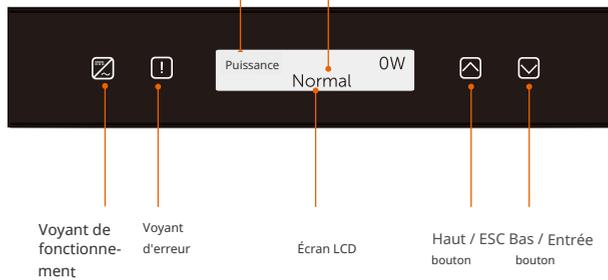 Puissance 0W
Normal
Voyant de
fonctionne-
ment
Voyant
d'erreur
Écran LCD
Haut / ESC
bouton
Bas / Entrée
bouton